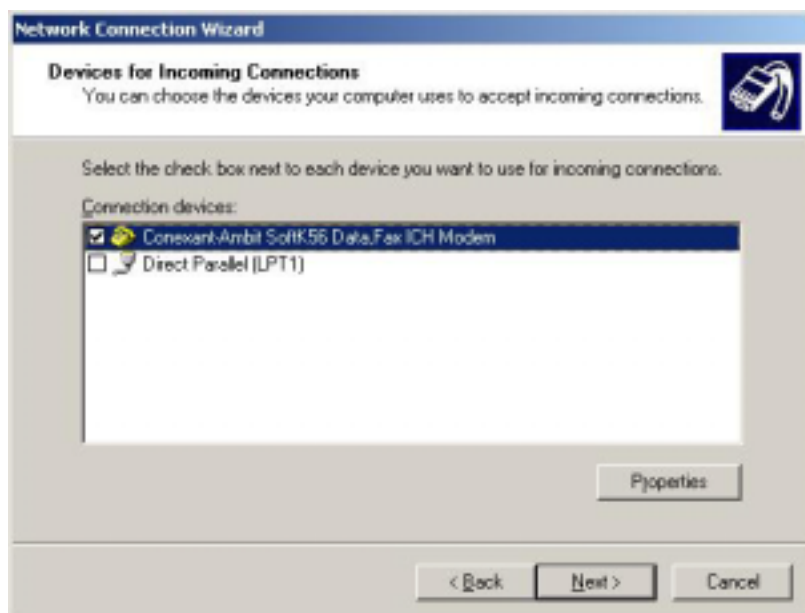 Network Connection Wizard
Devices for Incoming Connections
You can choose the devices your computer uses to accept incoming connections.
Select the check box next to each device you want to use for incoming connections.
Connection devices:
Conexant-Ambit SoftK56 Data,Fax ICH Modem
Direct Parallel (LPT1)
Properties
< Back
Next >
Cancel